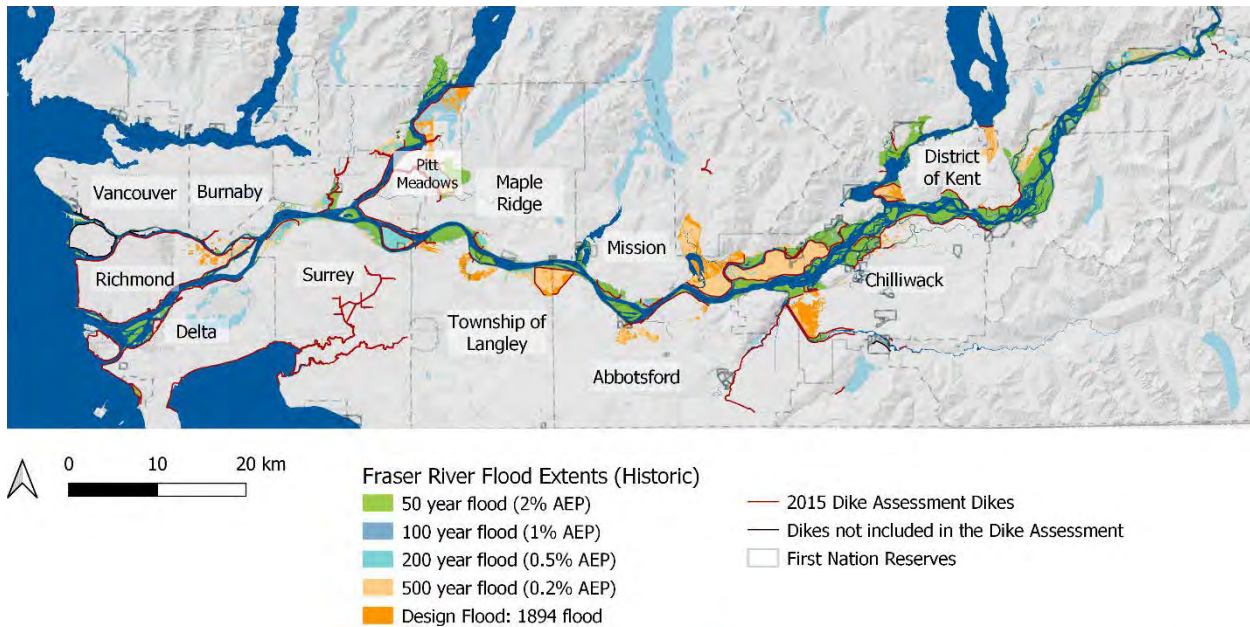 Vancouver
Burnaby
Pitt
Meadows
Maple
Ridge
District
of Kent
Richmond
Surrey
Mission
Chilliwack
Delta
Township of
Langley
Abbotsford
0 10 20 km
Fraser River Flood Extents (Historic)
50 year flood (2% AEP)
100 year flood (1% AEP)
200 year flood (0.5% AEP)
500 year flood (0.2% AEP)
Design Flood: 1894 flood
2015 Dike Assessment Dikes
Dikes not included in the Dike Assessment
First Nation Reserves